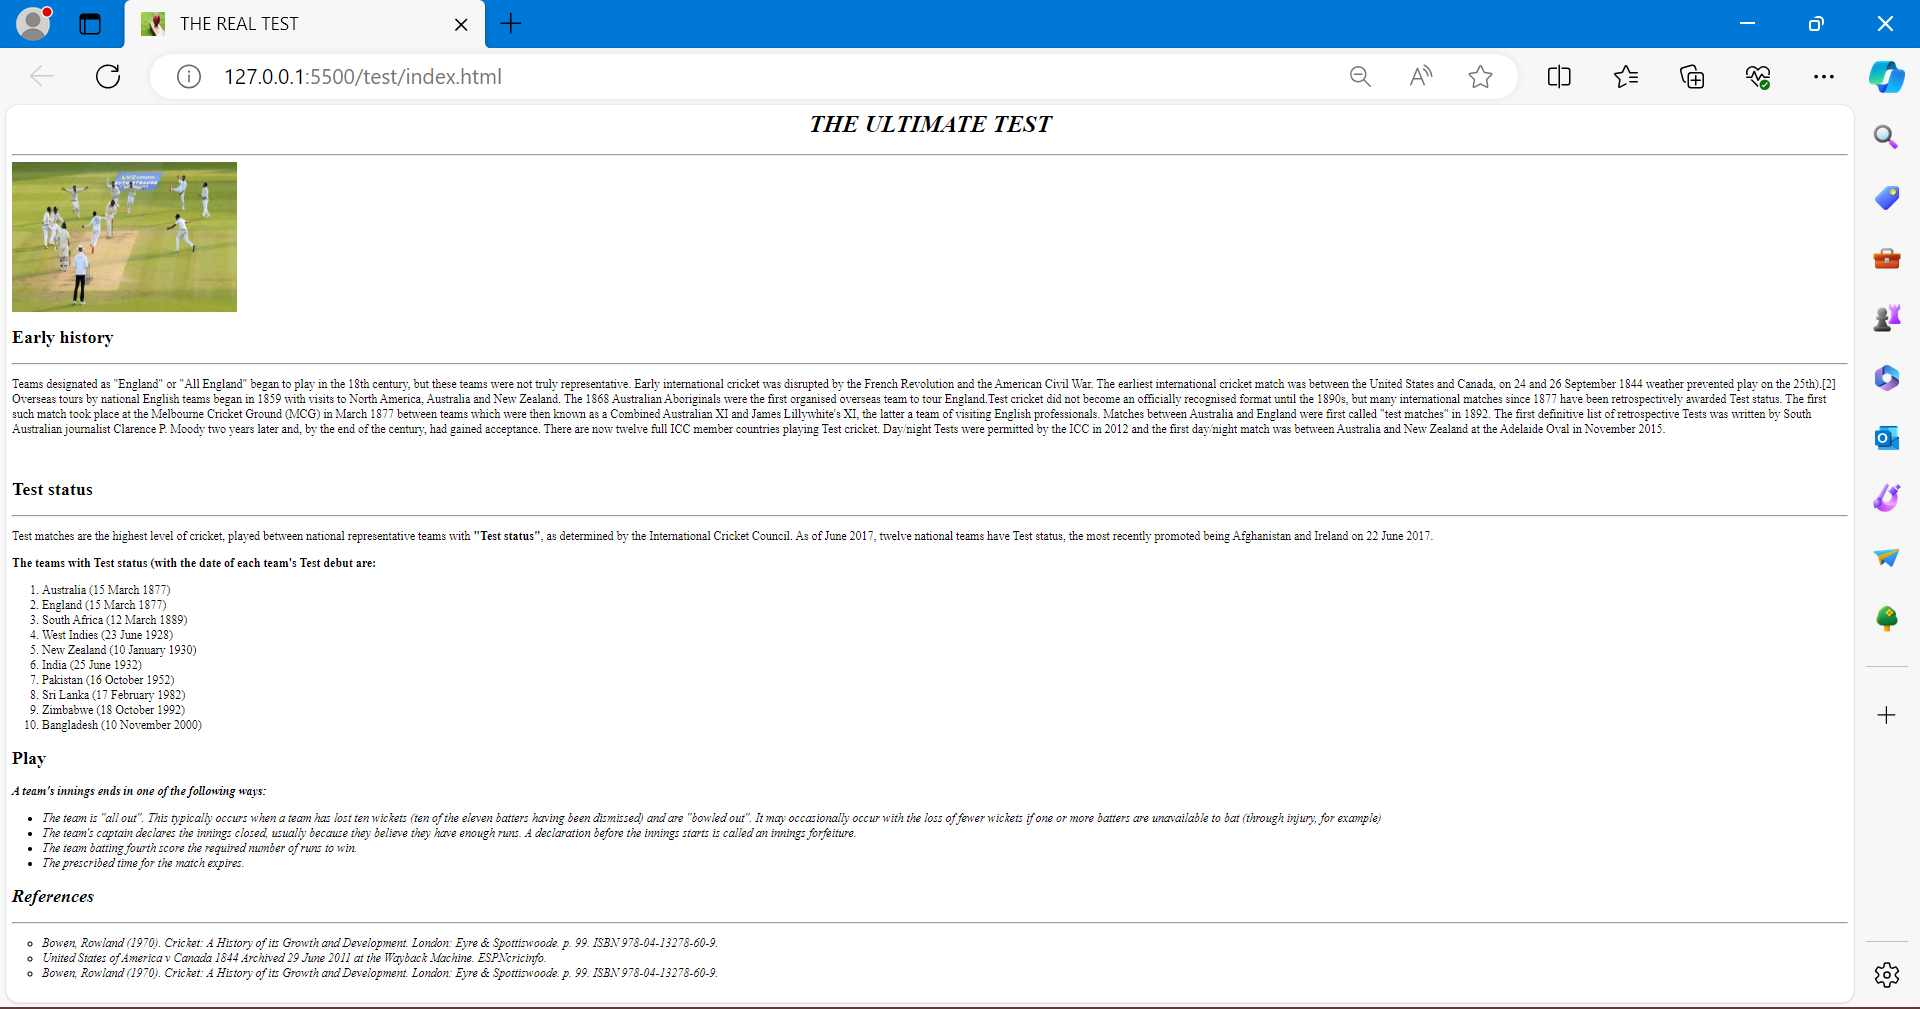 THE REAL TEST
127.0.0.1:5500/test/index.html
THE ULTIMATE TEST
Early history
Teams designated as "England" or "All England" began to play in the 18th century, but these teams were not truly representative. Early international cricket was disrupted by the French Revolution and the American Civil War. The earliest international cricket match was between the United States and Canada, on 24 and 26 September 1844 weather prevented play on the 25th).[2]
Overseas tours by national English teams began in 1859 with visits to North America, Australia and New Zealand. The 1868 Australian Aboriginals were the first organised overseas team to tour England.Test cricket did not become an officially recognised format until the 1890s, but many international matches since 1877 have been retrospectively awarded Test status. The first
such match took place at the Melbourne Cricket Ground (MCG) in March 1877 between teams which were then known as a Combined Australian XI and James Lillywhite's XI, the latter a team of visiting English professionals. Matches between Australia and England were first called "test matches" in 1892. The first definitive list of retrospective Tests was written by South
Australian journalist Clarence P. Moody two years later and, by the end of the century, had gained acceptance. There are now twelve full ICC member countries playing Test cricket. Day/night Tests were permitted by the ICC in 2012 and the first day/night match was between Australia and New Zealand at the Adelaide Oval in November 2015.
Test status
Test matches are the highest level of cricket, played between national representative teams with "Test status", as determined by the International Cricket Council. As of June 2017, twelve national teams have Test status, the most recently promoted being Afghanistan and Ireland on 22 June 2017.
The teams with Test status (with the date of each team's Test debut are:
1. Australia (15 March 1877)
2. England (15 March 1877)
3. South Africa (12 March 1889)
4. West Indies (23 June 1928)
5. New Zealand (10 January 1930)
6. India (25 June 1932)
7. Pakistan (16 October 1952)
8. Sri Lanka (17 February 1982)
9. Zimbabwe (18 October 1992)
10. Bangladesh (10 November 2000)
Play
A team's innings ends in one of the following ways:
• The team is "all out". This typically occurs when a team has lost ten wickets (ten of the eleven batters having been dismissed) and are "bowled out". It may occasionally occur with the loss of fewer wickets if one or more batters are unavailable to bat (through injury, for example)
• The team's captain declares the innings closed, usually because they believe they have enough runs. A declaration before the innings starts is called an innings forfeiture.
• The team batting fourth score the required number of runs to win.
• The prescribed time for the match expires.
References
◦ Bowen, Rowland (1970). Cricket: A History of its Growth and Development. London: Eyre & Spottiswoode. p. 99. ISBN 978-04-13278-60-9.
◦ United States of America v Canada 1844 Archived 29 June 2011 at the Wayback Machine. ESPNcricinfo.
◦ Bowen, Rowland (1970). Cricket: A History of its Growth and Development. London: Eyre & Spottiswoode. p. 99. ISBN 978-04-13278-60-9.